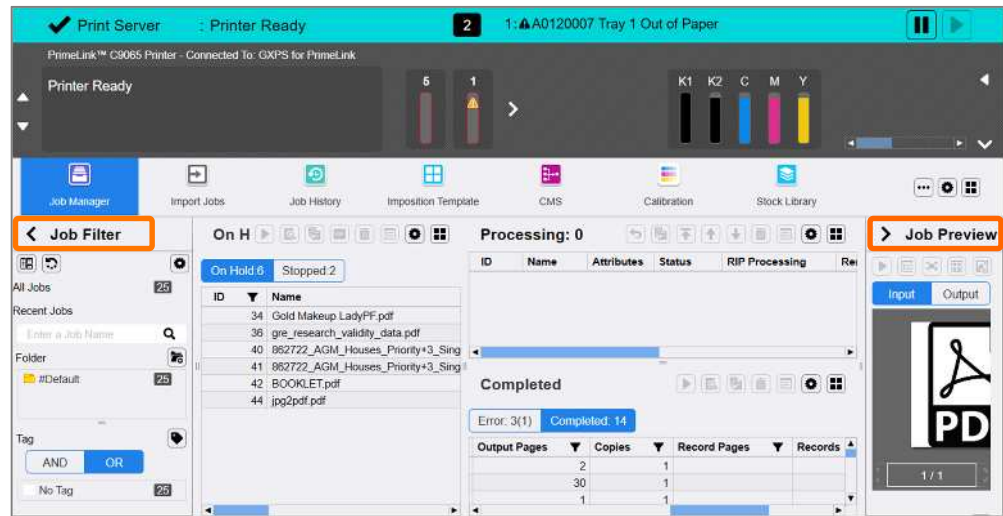 Print Server : Printer Ready 2 1: A0120007 Tray 1 Out of Paper
PrimeLink™ C9065 Printer - Connected To: GXPS for PrimeLink
Printer Ready
5 1 K1 K2 C M Y
Job Manager Import Jobs Job History Imposition Template CMS Calibration Stock Library
Job Filter
All Jobs 25
Recent Jobs
Enter a Job Name
Folder
#Default 25
Tag
AND OR
No Tag 25
On H
On Hold:6 Stopped:2
ID Name
34 Gold Makeup LadyPF.pdf
36 gre_research_validity_data.pdf
40 862722_AGM_Houses_Priority+3_Sing
41 862722_AGM_Houses_Priority+3_Sing
42 BOOKLET.pdf
44 jpg2pdf.pdf
Processing: 0
ID Name Attributes Status RIP Processing Re
Completed
Error: 3(1) Completed: 14
Output Pages Copies Record Pages Records
2 1
30 1
1 1
Job Preview
Input Output
PD
1 / 1